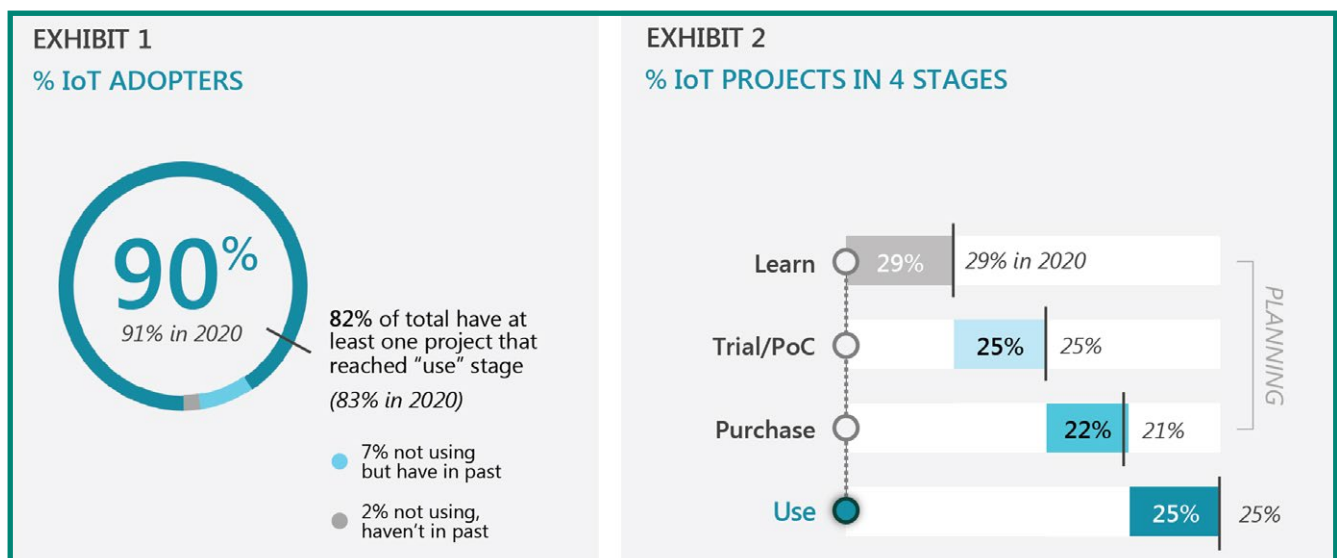 EXHIBIT 1
% IoT ADOPTERS
90%
91% in 2020
82% of total have at
least one project that
reached “use” stage
(83% in 2020)
7% not using
but have in past
2% not using,
haven’t in past
EXHIBIT 2
% IoT PROJECTS IN 4 STAGES
Learn 29% 29% in 2020
Trial/PoC 25% 25%
Purchase 22% 21%
Use 25% 25%
PLANNING